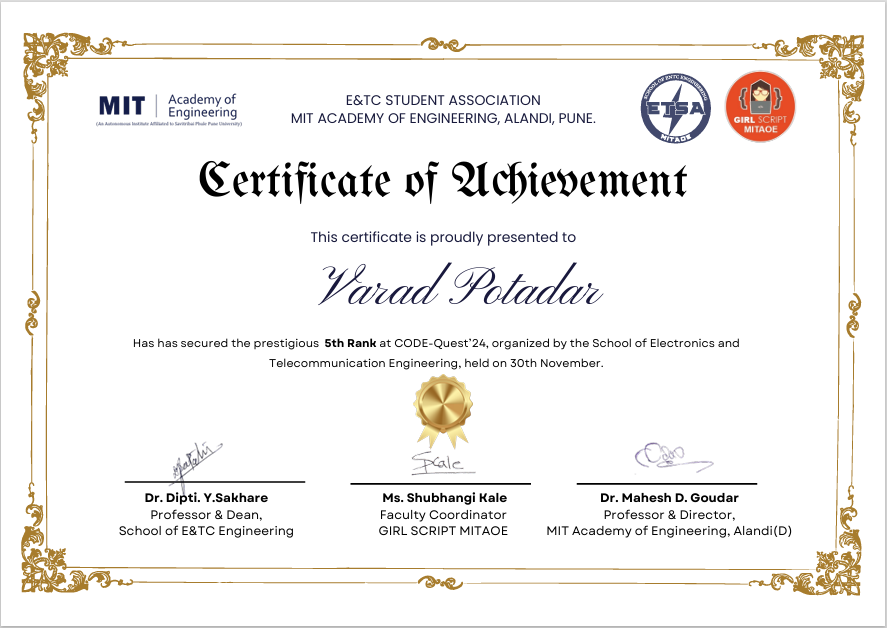 MIT
Academy of
Engineering
(An Autonomous Institute Affiliated to Savitribai Phule Pune University)
E&TC STUDENT ASSOCIATION
MIT ACADEMY OF ENGINEERING, ALANDI, PUNE.
SCHOOL OF ENTC ENGINEERING
ETSA
MITAOE
GIRL SCRIPT
MITAOE
Certificate of Achievement
This certificate is proudly presented to
Varad Potadar
Has has secured the prestigious 5th Rank at CODE-Quest'24, organized by the School of Electronics and
Telecommunication Engineering, held on 30th November.
Dr. Dipti. Y.Sakhare
Professor & Dean,
School of E&TC Engineering
Skale
Ms. Shubhangi Kale
Faculty Coordinator
GIRL SCRIPT MITAOE
Dr. Mahesh D. Goudar
Professor & Director,
MIT Academy of Engineering, Alandi(D)